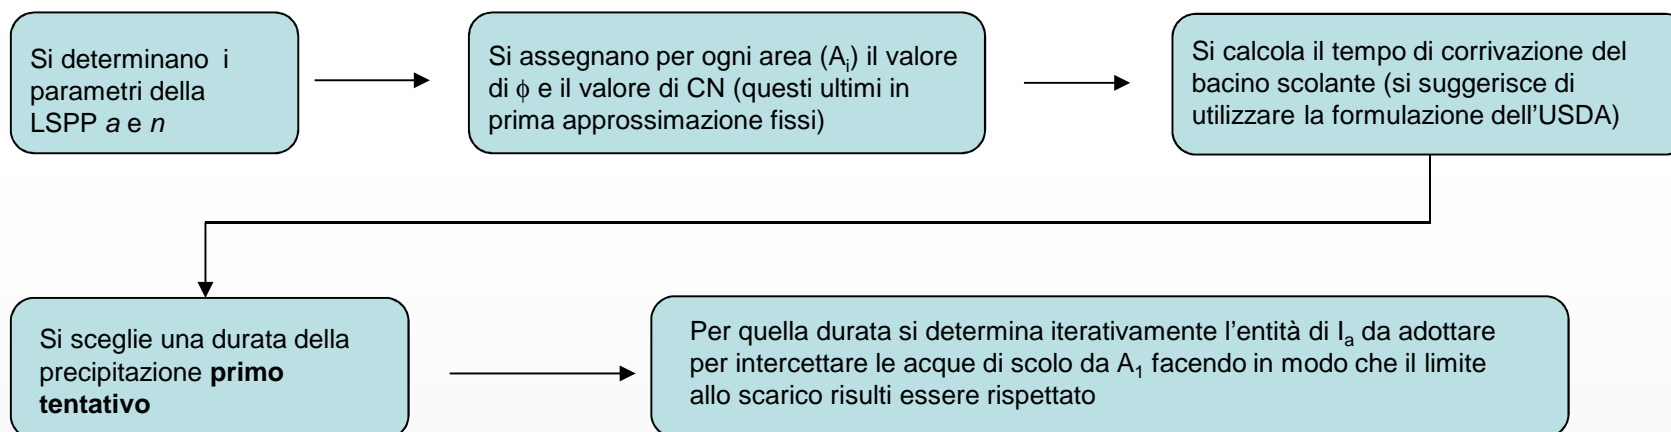 Si determinano i
parametri della
LSPP a e n
Si assegnano per ogni area (Ai) il valore
di ϕ e il valore di CN (questi ultimi in
prima approssimazione fissi)
Si calcola il tempo di corrivazione del
bacino scolante (si suggerisce di
utilizzare la formulazione dell'USDA)
Si sceglie una durata della
precipitazione primo
tentativo
Per quella durata si determina iterativamente l'entità di Ia da adottare
per intercettare le acque di scolo da A1 facendo in modo che il limite
allo scarico risulti essere rispettato